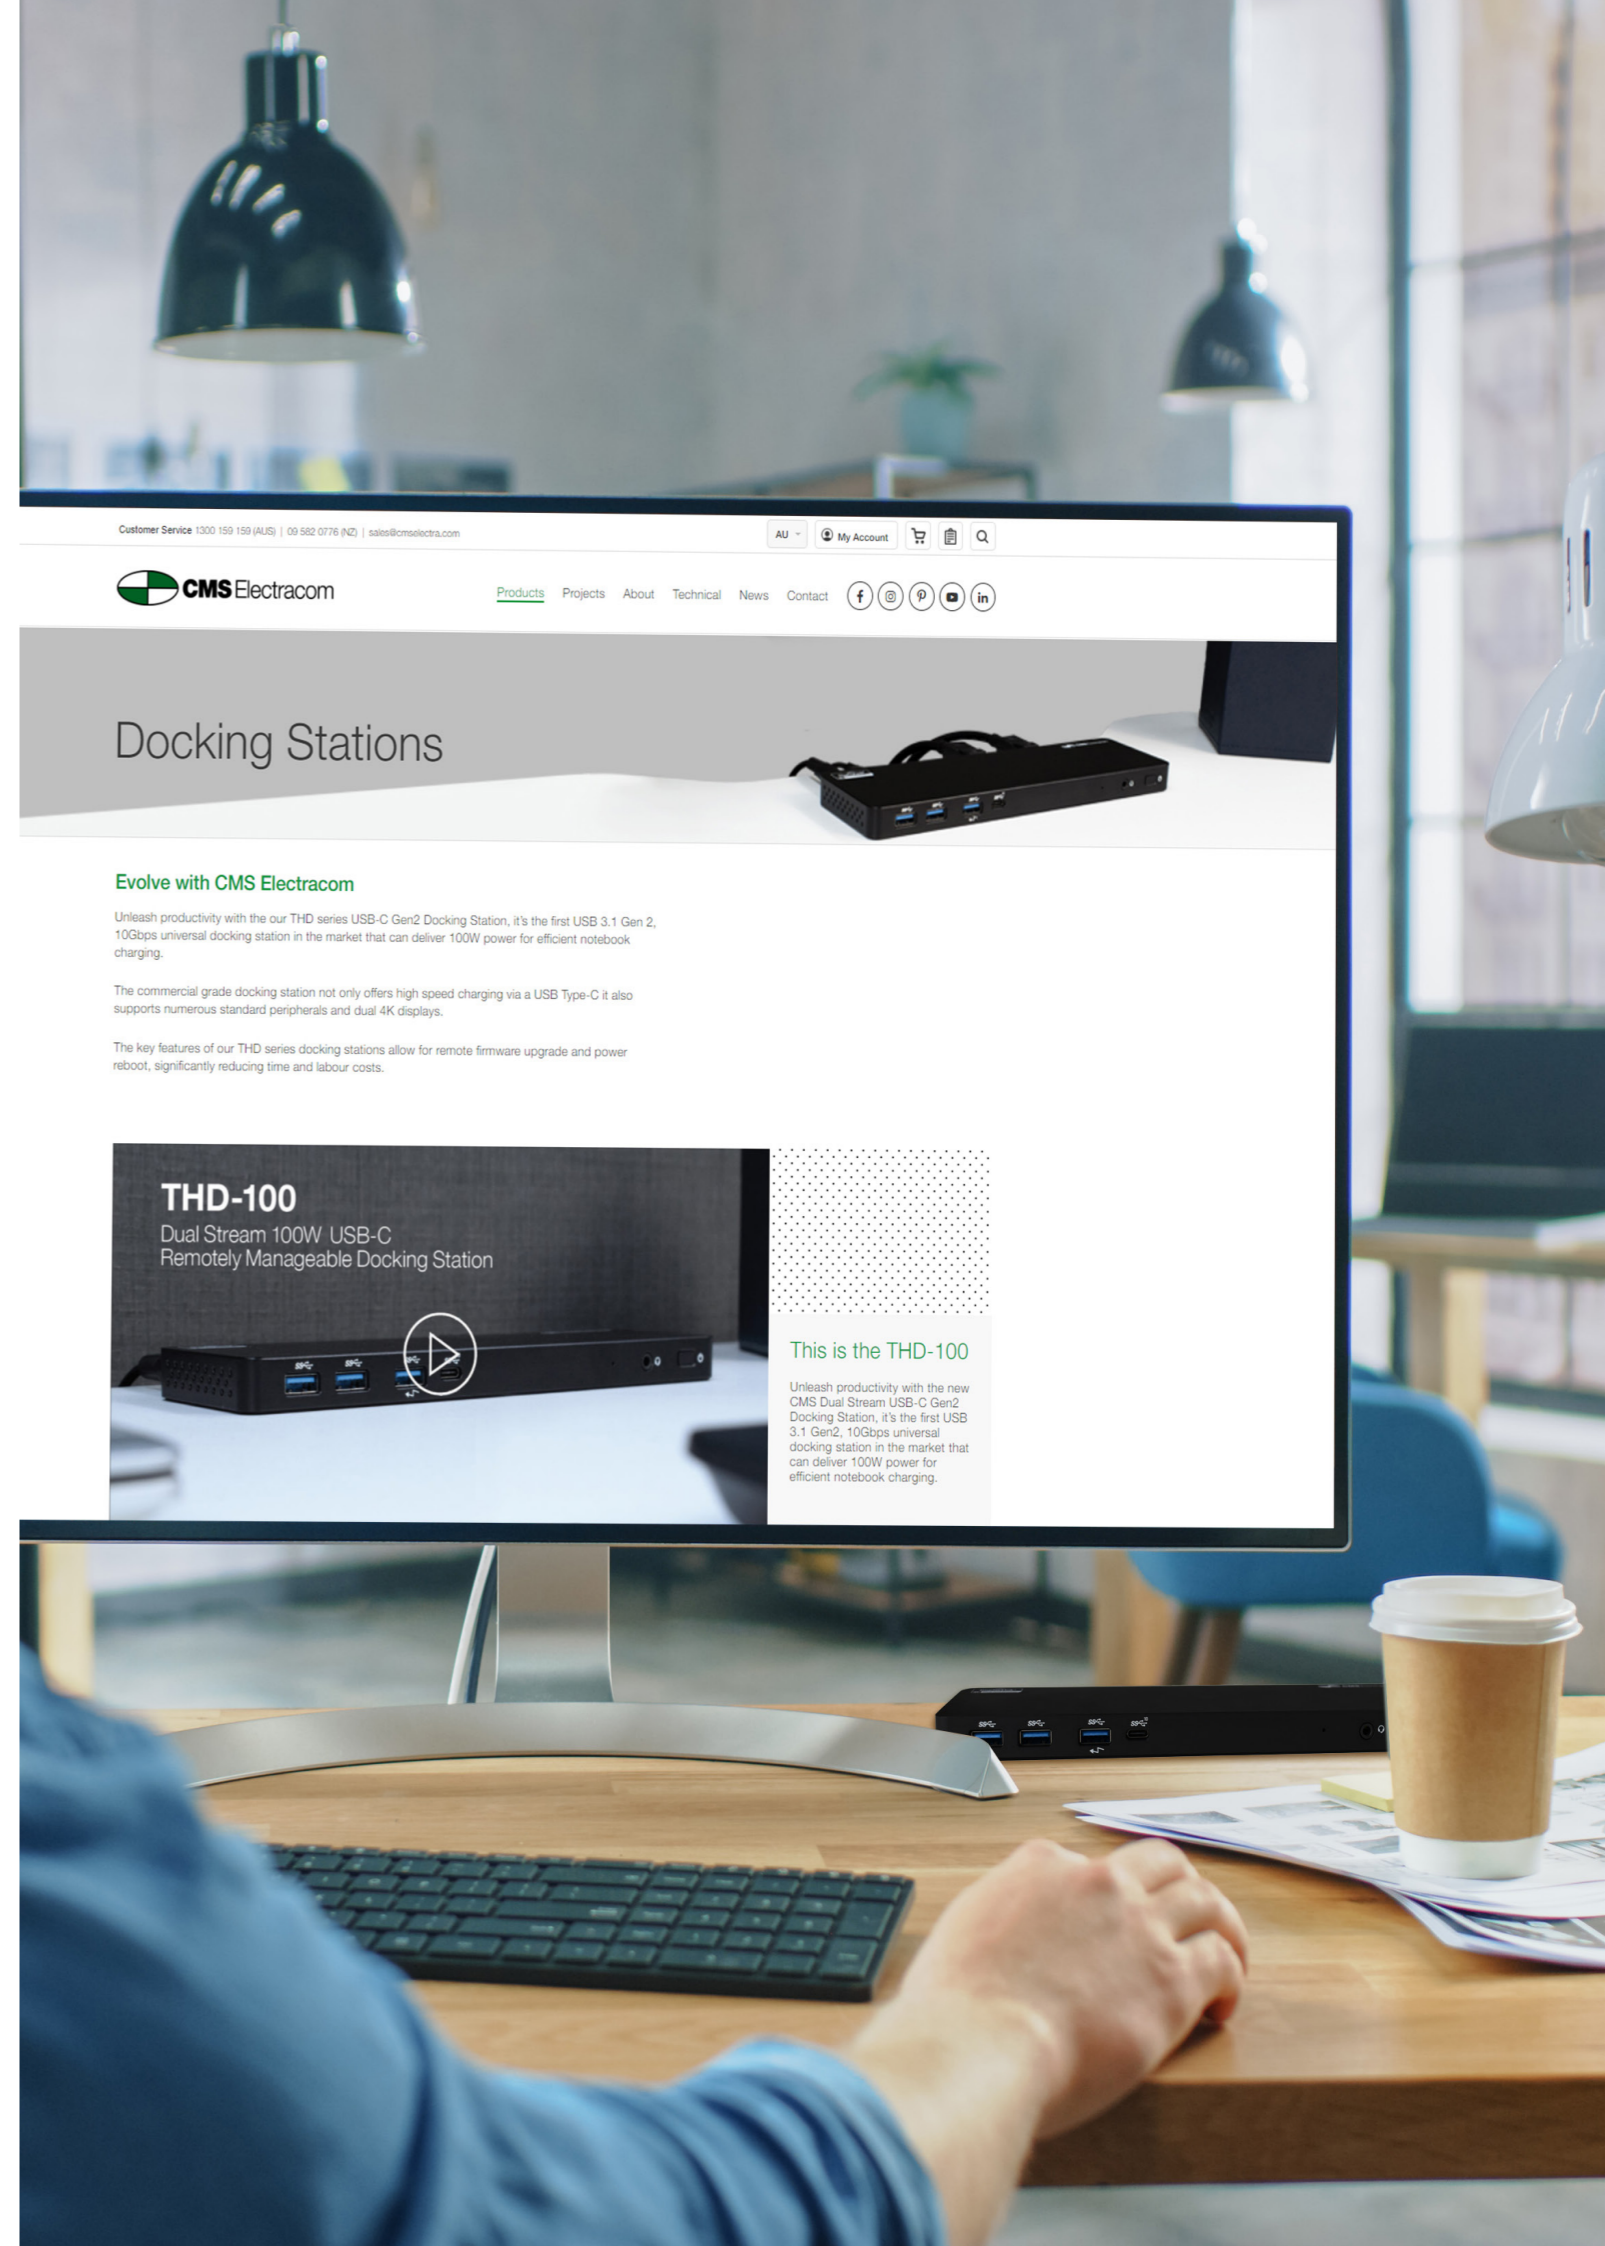 Customer Service 1300 159 159 (AUS) | 09 582 0776 (NZ) | sales@cmselectra.com
AU
My Account
CMS Electracom
Products Projects About Technical News Contact
Docking Stations
Evolve with CMS Electracom
Unleash productivity with the our THD series USB-C Gen2 Docking Station, it's the first USB 3.1 Gen 2,
10Gbps universal docking station in the market that can deliver 100W power for efficient notebook
charging.
The commercial grade docking station not only offers high speed charging via a USB Type-C it also
supports numerous standard peripherals and dual 4K displays.
The key features of our THD series docking stations allow for remote firmware upgrade and power
reboot, significantly reducing time and labour costs.
THD-100
Dual Stream 100W USB-C
Remotely Manageable Docking Station
This is the THD-100
Unleash productivity with the new
CMS Dual Stream USB-C Gen2
Docking Station, it's the first USB
3.1 Gen2, 10Gbps universal
docking station in the market that
can deliver 100W power for
efficient notebook charging.